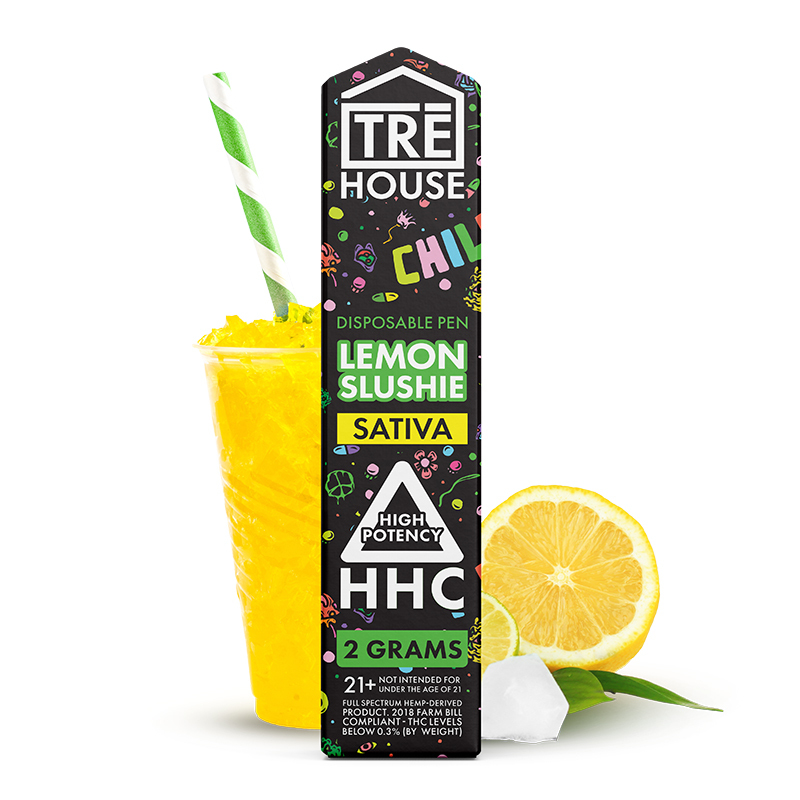 TRĒ
HOUSE
CHIL
DISPOSABLE PEN
LEMON
SLUSHIE
SATIVA
HIGH
POTENCY
HHC
2 GRAMS
21+ NOT INTENDED FOR
UNDER THE AGE OF 21
FULL SPECTRUM HEMP-DERIVED
PRODUCT. 2018 FARM BILL
COMPLIANT - THC LEVELS
BELOW 0.3% (BY WEIGHT)